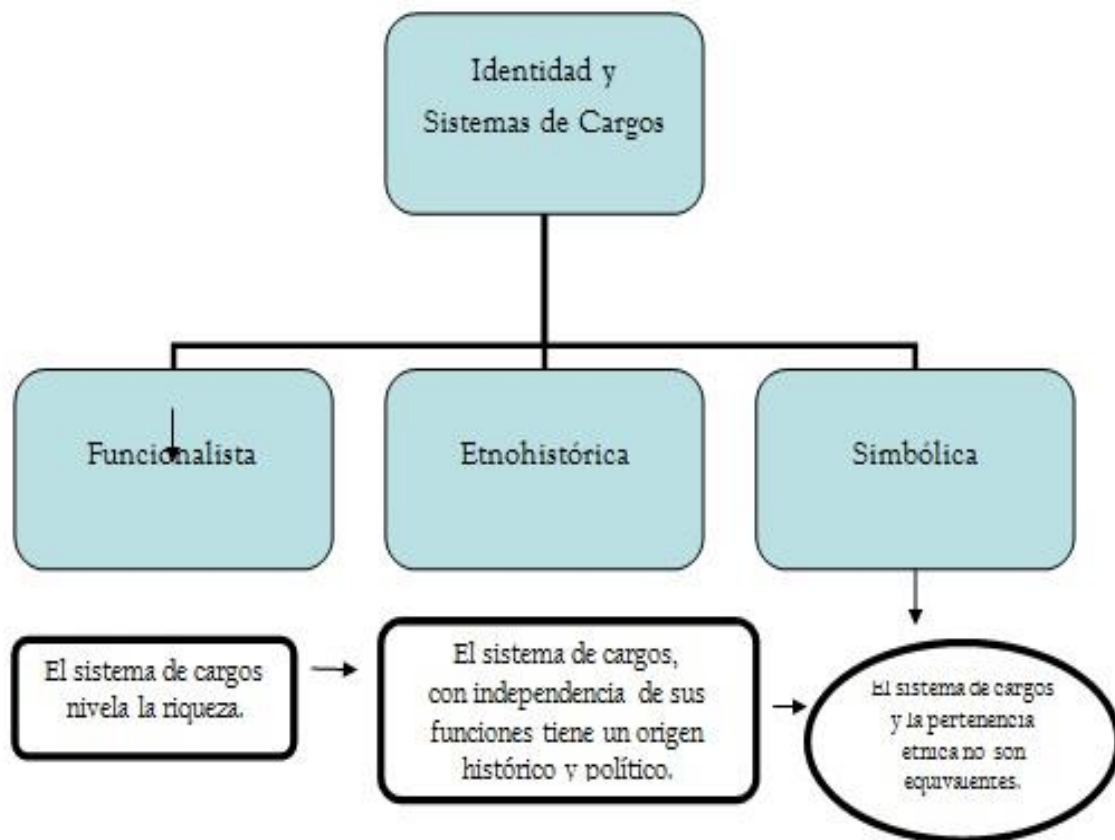 Identidad y
Sistemas de Cargos
Funcionalista
Etnohistórica
Simbólica
El sistema de cargos
nivela la riqueza.
El sistema de cargos,
con independencia de sus
funciones tiene un origen
histórico y político.
El sistema de cargos
y la pertenencia
etnica no son
equivalentes.